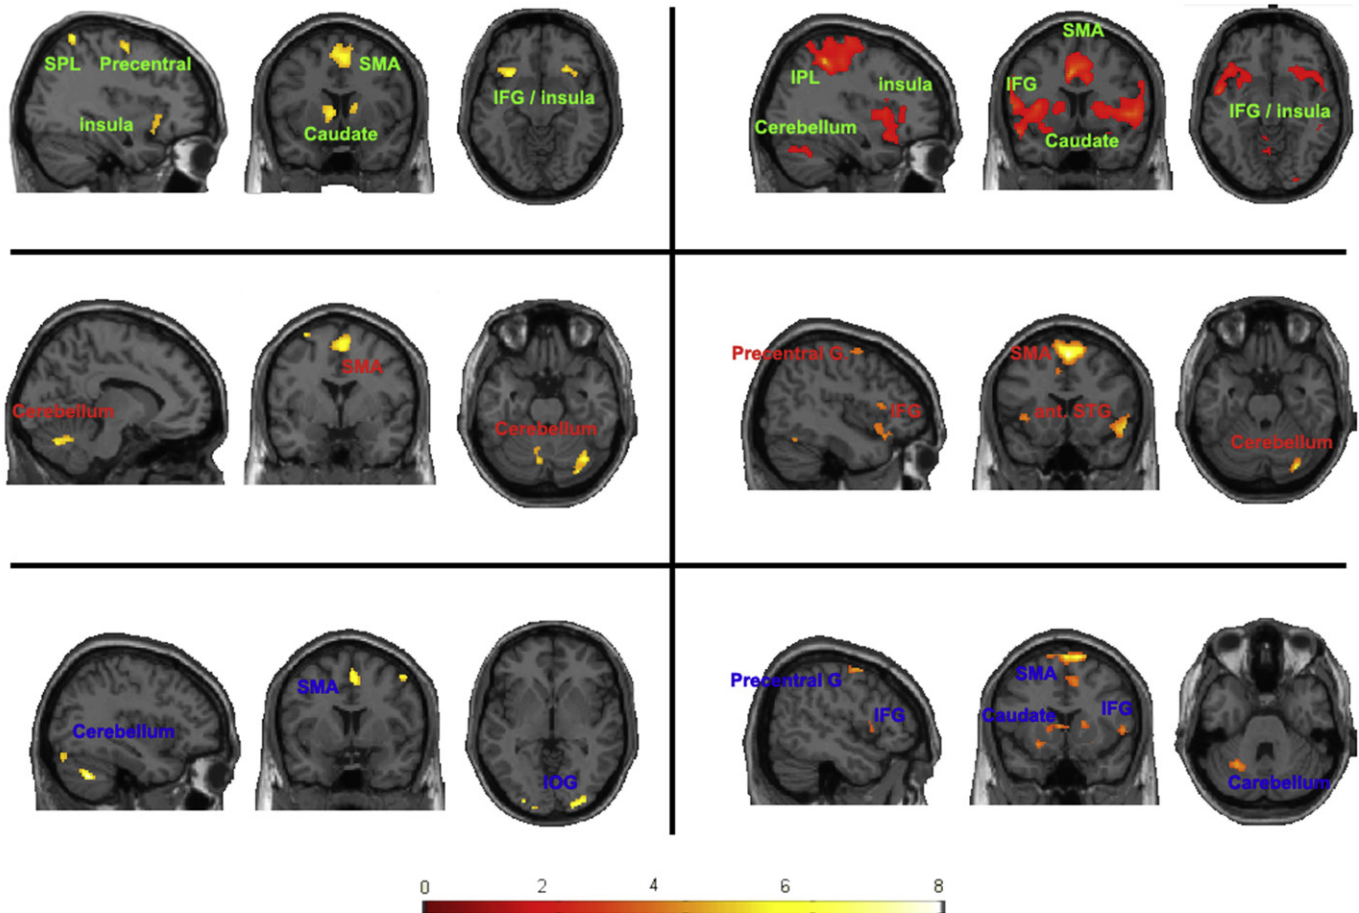 SPL Precentral
insula
SMA
Caudate
IFG / insula
IPL
insula
Cerebellum
SMA
IFG
Caudate
IFG / insula
Cerebellum
SMA
Cerebellum
Precentral G.
IFG
SMA
ant. STG
Cerebellum
Cerebellum
SMA
IOG
Precentral G
IFG
SMA
Caudate
IFG
Carebellum
0 2 4 6 8